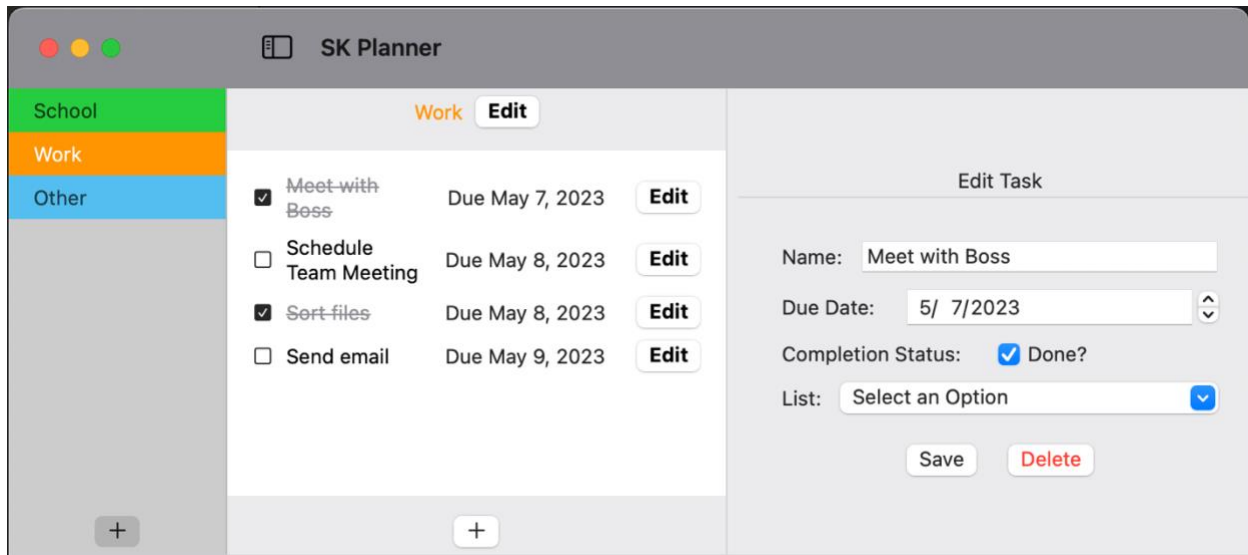 SK Planner
School
Work
Other
+
Work Edit
Meet with
Boss
Due May 7, 2023 Edit
Schedule
Team Meeting
Due May 8, 2023 Edit
Sort files Due May 8, 2023 Edit
Send email Due May 9, 2023 Edit
+
Edit Task
Name: Meet with Boss
Due Date: 5/ 7/2023
Completion Status: Done?
List: Select an Option
Save Delete